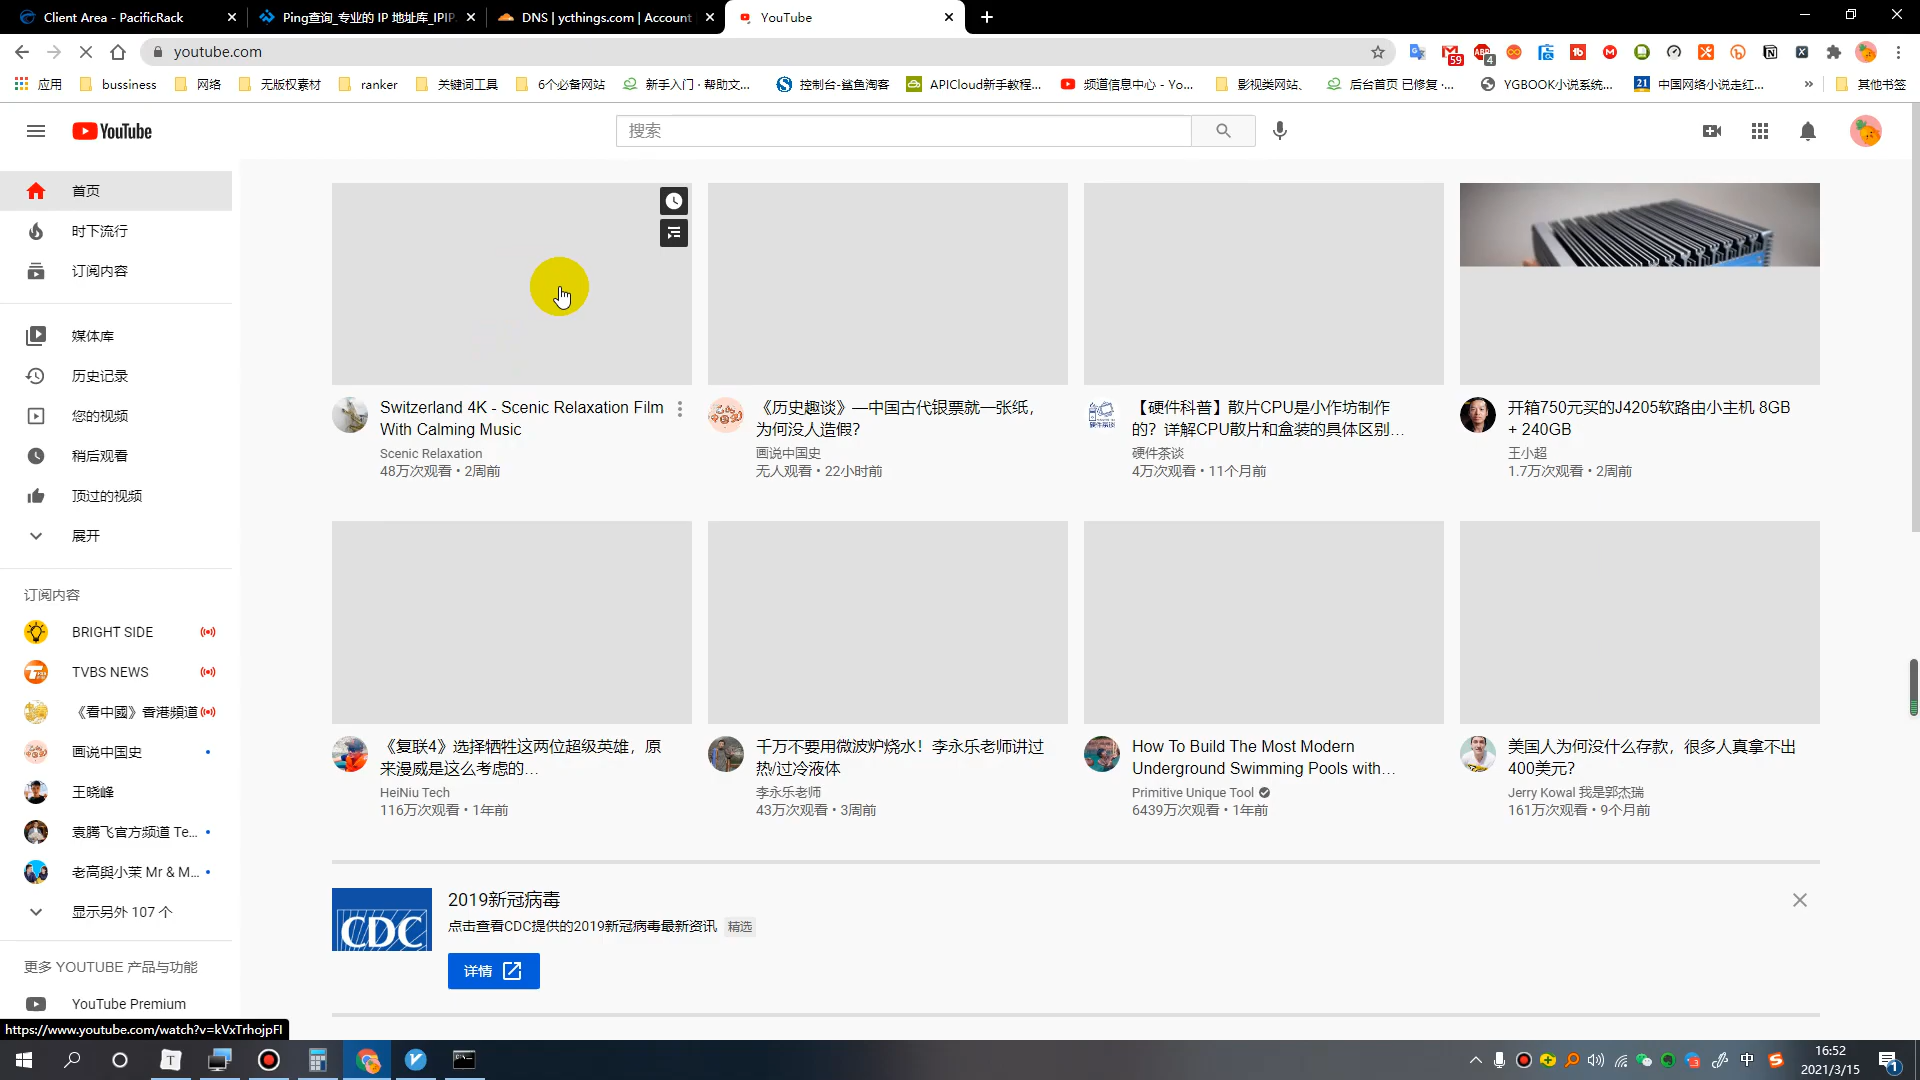 Client Area - PacificRack
Ping查询_专业的 IP 地址库_IPIP
DNS | ycthings.com | Account
YouTube
youtube.com
59
4
应用
bussiness
网络
无版权素材
ranker
关键词工具
6个必备网站
新手入门 · 帮助文...
控制台-鲨鱼淘客
APICloud新手教程...
频道信息中心 - Yo...
影视类网站、
后台首页 已修复 ·...
YGBOOK小说系统...
中国网络小说走红...
»
其他书签
YouTube
搜索
首页
时下流行
订阅内容
媒体库
历史记录
您的视频
稍后观看
顶过的视频
展开
订阅内容
BRIGHT SIDE
TVBS NEWS
《看中國》香港頻道
画说中国史
王晓峰
袁腾飞官方频道 Te...
老高與小茉 Mr & M...
显示另外 107 个
更多 YOUTUBE 产品与功能
YouTube Premium
https://www.youtube.com/watch?v=kVxTrhojpFI
Switzerland 4K - Scenic Relaxation Film
With Calming Music
Scenic Relaxation
48万次观看 • 2周前
《历史趣谈》—中国古代银票就一张纸，
为何没人造假？
画说中国史
无人观看 • 22小时前
【硬件科普】散片CPU是小作坊制作
的？详解CPU散片和盒装的具体区别...
硬件茶谈
4万次观看 • 11个月前
开箱750元买的J4205软路由小主机 8GB
+ 240GB
王小超
1.7万次观看 • 2周前
《复联4》选择牺牲这两位超级英雄，原
来漫威是这么考虑的...
HeiNiu Tech
116万次观看 • 1年前
千万不要用微波炉烧水！李永乐老师讲过
热/过冷液体
李永乐老师
43万次观看 • 3周前
How To Build The Most Modern
Underground Swimming Pools with...
Primitive Unique Tool
6439万次观看 • 1年前
美国人为何没什么存款，很多人真拿不出
400美元？
Jerry Kowal 我是郭杰瑞
161万次观看 • 9个月前
CDC
2019新冠病毒
点击查看CDC提供的2019新冠病毒最新资讯
精选
详情
中
16:52
2021/3/15
1